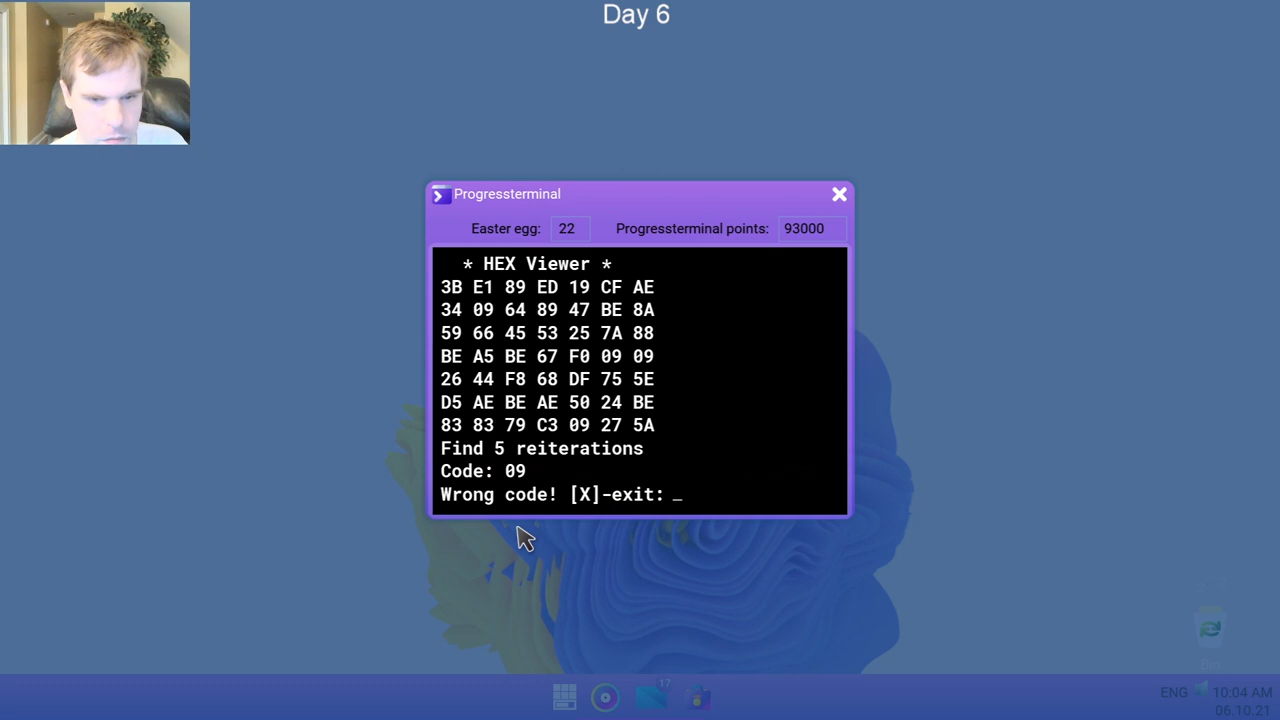 Day 6
Progressterminal
Easter egg: 22 Progressterminal points: 93000
* HEX Viewer *
3B E1 89 ED 19 CF AE
34 09 64 89 47 BE 8A
59 66 45 53 25 7A 88
BE A5 BE 67 F0 09 09
26 44 F8 68 DF 75 5E
D5 AE BE AE 50 24 BE
83 83 79 C3 09 27 5A
Find 5 reiterations
Code: 09
Wrong code! [X]-exit: _
Bin
17
ENG 10:04 AM
06.10.21